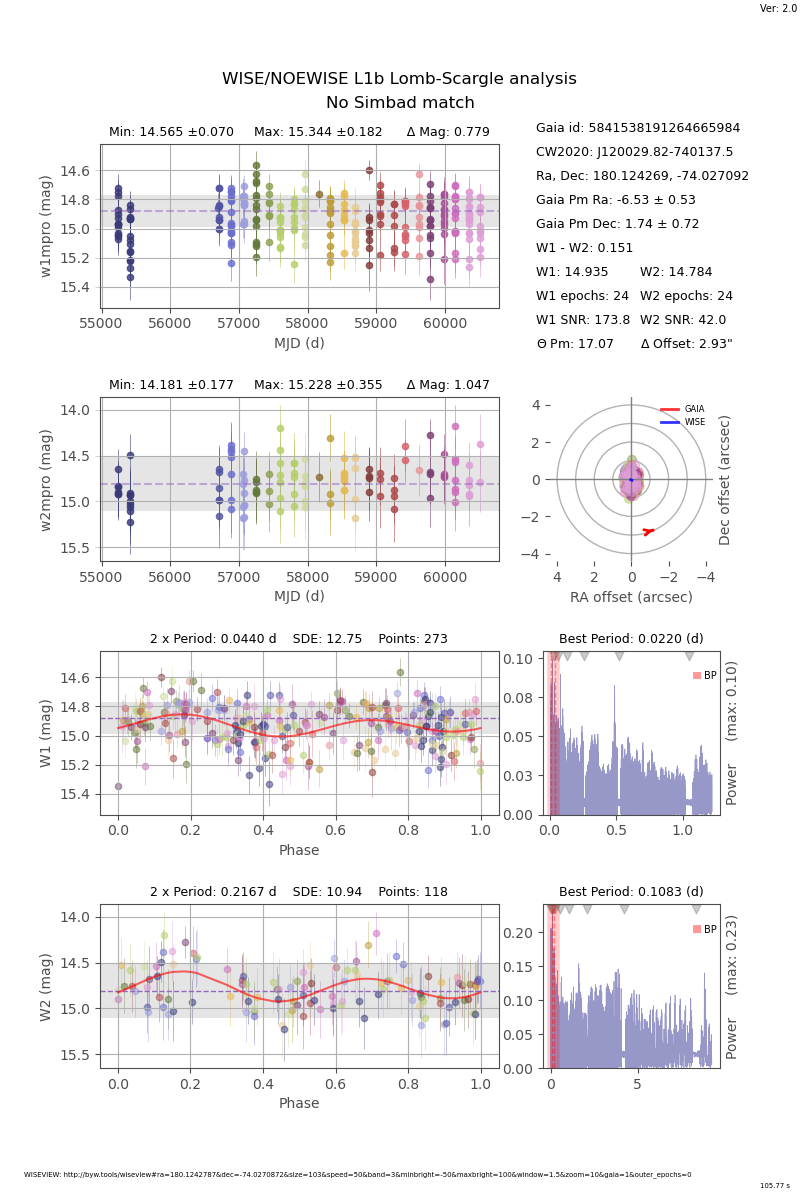 Ver: 2.0
WISE/NOEWISE L1b Lomb-Scargle analysis
No Simbad match
Min: 14.565 ±0.070 Max: 15.344 ±0.182 Δ Mag: 0.779
14.6
14.8
15.0
15.2
15.4
w1mpro (mag)
55000 56000 57000 58000 59000 60000
MJD (d)
Gaia id: 5841538191264665984
CW2020: J120029.82-740137.5
Ra, Dec: 180.124269, -74.027092
Gaia Pm Ra: -6.53 ± 0.53
Gaia Pm Dec: 1.74 ± 0.72
W1 - W2: 0.151
W1: 14.935 W2: 14.784
W1 epochs: 24 W2 epochs: 24
W1 SNR: 173.8 W2 SNR: 42.0
Θ Pm: 17.07 Δ Offset: 2.93"
Min: 14.181 ±0.177 Max: 15.228 ±0.355 Δ Mag: 1.047
14.0
14.5
15.0
15.5
w2mpro (mag)
55000 56000 57000 58000 59000 60000
MJD (d)
GAIA
WISE
4
2
0
−2
−4
Dec offset (arcsec)
4 2 0 −2 −4
RA offset (arcsec)
2 x Period: 0.0440 d SDE: 12.75 Points: 273
14.6
14.8
15.0
15.2
15.4
W1 (mag)
0.0 0.2 0.4 0.6 0.8 1.0
Phase
Best Period: 0.0220 (d)
BP
0.10
0.08
0.05
0.03
0.00
Power (max: 0.10)
0.0 0.5 1.0
2 x Period: 0.2167 d SDE: 10.94 Points: 118
14.0
14.5
15.0
15.5
W2 (mag)
0.0 0.2 0.4 0.6 0.8 1.0
Phase
Best Period: 0.1083 (d)
BP
0.20
0.15
0.10
0.05
0.00
Power (max: 0.23)
0 5
WISEVIEW: http://byw.tools/wiseview#ra=180.1242787&dec=-74.0270872&size=103&speed=50&band=3&minbright=-50&maxbright=100&window=1.5&zoom=10&gaia=1&outer_epochs=0
105.77 s